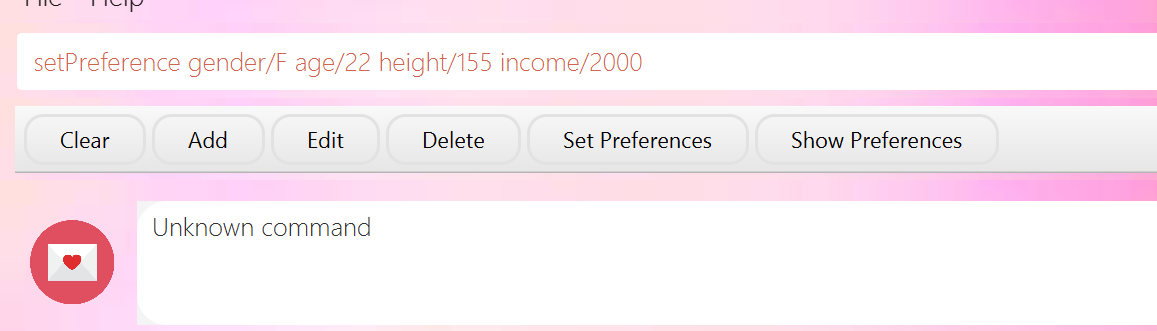 File Help
setPreference gender/F age/22 height/155 income/2000
Clear Add Edit Delete Set Preferences Show Preferences
Unknown command